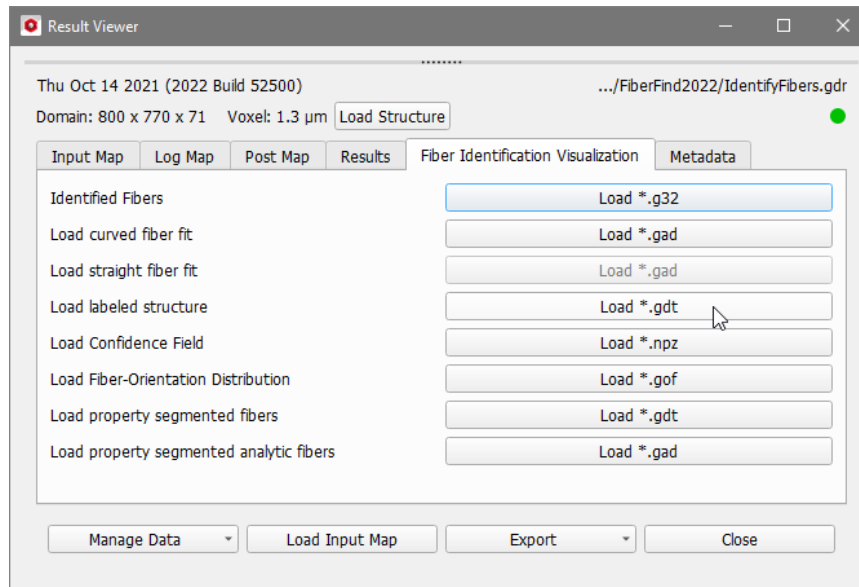 Result Viewer
Thu Oct 14 2021 (2022 Build 52500) .../FiberFind2022/IdentifyFibers.gdr
Domain: 800 x 770 x 71 Voxel: 1.3 µm Load Structure
Input Map Log Map Post Map Results Fiber Identification Visualization Metadata
Identified Fibers Load *.g32
Load curved fiber fit Load *.gad
Load straight fiber fit Load *.gad
Load labeled structure Load *.gdt
Load Confidence Field Load *.npz
Load Fiber-Orientation Distribution Load *.gof
Load property segmented fibers Load *.gdt
Load property segmented analytic fibers Load *.gad
Manage Data Load Input Map Export Close